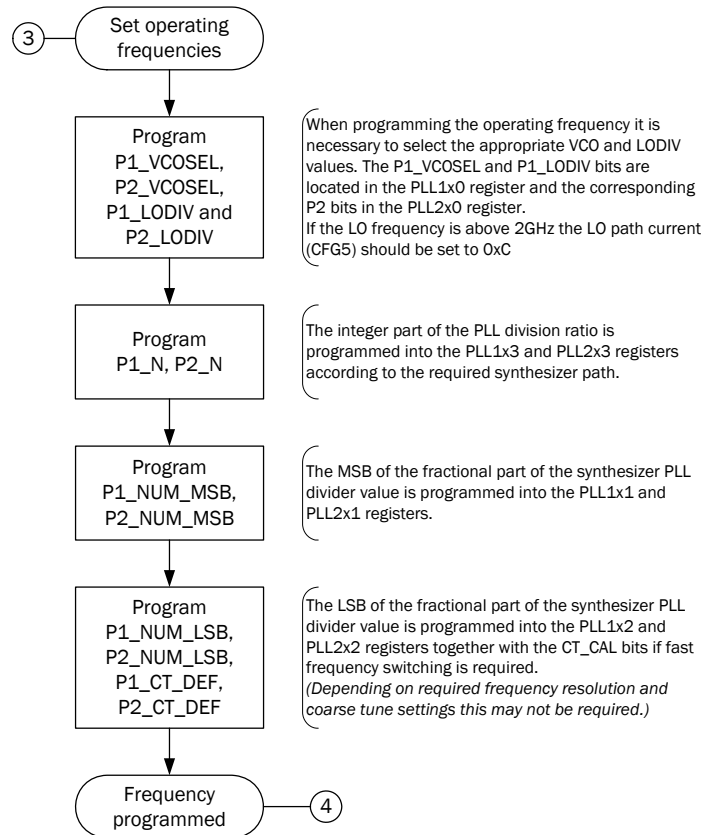 3
Set operating
frequencies
Program
P1_VCOSEL,
P2_VCOSEL,
P1_LODIV and
P2_LODIV
When programming the operating frequency it is
necessary to select the appropriate VCO and LODIV
values. The P1_VCOSEL and P1_LODIV bits are
located in the PLL1x0 register and the corresponding
P2 bits in the PLL2x0 register.
If the LO frequency is above 2GHz the LO path current
(CFG5) should be set to 0xC
Program
P1_N, P2_N
The integer part of the PLL division ratio is
programmed into the PLL1x3 and PLL2x3 registers
according to the required synthesizer path.
Program
P1_NUM_MSB,
P2_NUM_MSB
The MSB of the fractional part of the synthesizer PLL
divider value is programmed into the PLL1x1 and
PLL2x1 registers.
Program
P1_NUM_LSB,
P2_NUM_LSB,
P1_CT_DEF,
P2_CT_DEF
The LSB of the fractional part of the synthesizer PLL
divider value is programmed into the PLL1x2 and
PLL2x2 registers together with the CT_CAL bits if fast
frequency switching is required.
(Depending on required frequency resolution and
coarse tune settings this may not be required.)
Frequency
programmed
4